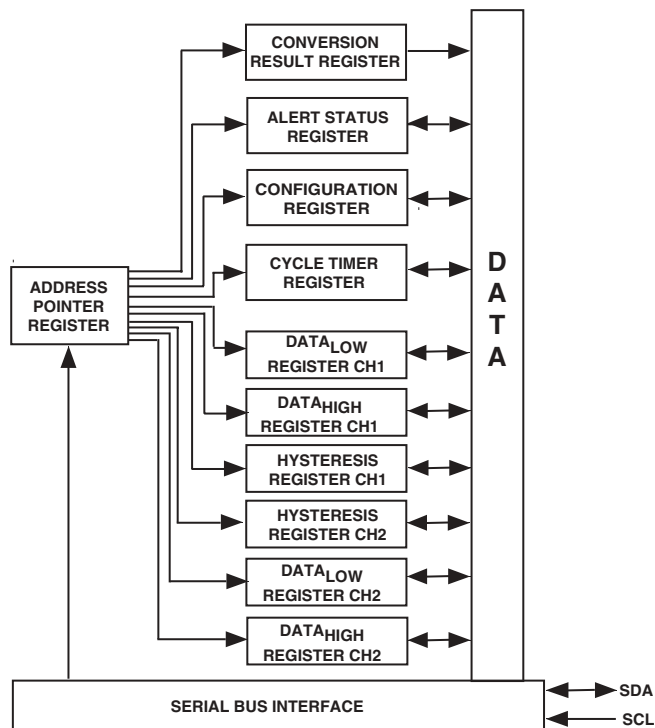 CONVERSION
RESULT REGISTER
ALERT STATUS
REGISTER
CONFIGURATION
REGISTER
CYCLE TIMER
REGISTER
ADDRESS
POINTER
REGISTER
D
A
T
A
DATALOW
REGISTER CH1
DATAHIGH
REGISTER CH1
HYSTERESIS
REGISTER CH1
HYSTERESIS
REGISTER CH2
DATALOW
REGISTER CH2
DATAHIGH
REGISTER CH2
SERIAL BUS INTERFACE
SDA
SCL